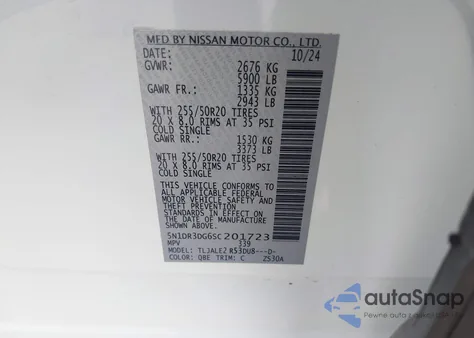 MFD BY NISSAN MOTOR CO., LTD.
DATE: 10/24
GVWR: 2676 KG
5900 LB
GAWR FR.: 1335 KG
2943 LB
WITH 255/50R20 TIRES
20 X 8.0 RIMS AT 35 PSI
COLD SINGLE
GAWR RR.: 1530 KG
3373 LB
WITH 255/50R20 TIRES
20 X 8.0 RIMS AT 35 PSI
COLD SINGLE
THIS VEHICLE CONFORMS TO
ALL APPLICABLE FEDERAL
MOTOR VEHICLE SAFETY,
THEFT PREVENTION AND
BUMPER STANDARDS IN
EFFECT ON THE DATE OF
MANUFACTURE SHOWN ABOVE.
5N1DR3DG6SC201723
MPV 339
MODEL: TLJALE2 R53DU8---D-
COLOR: QBE TRIM: C ZS30A
autoSnap